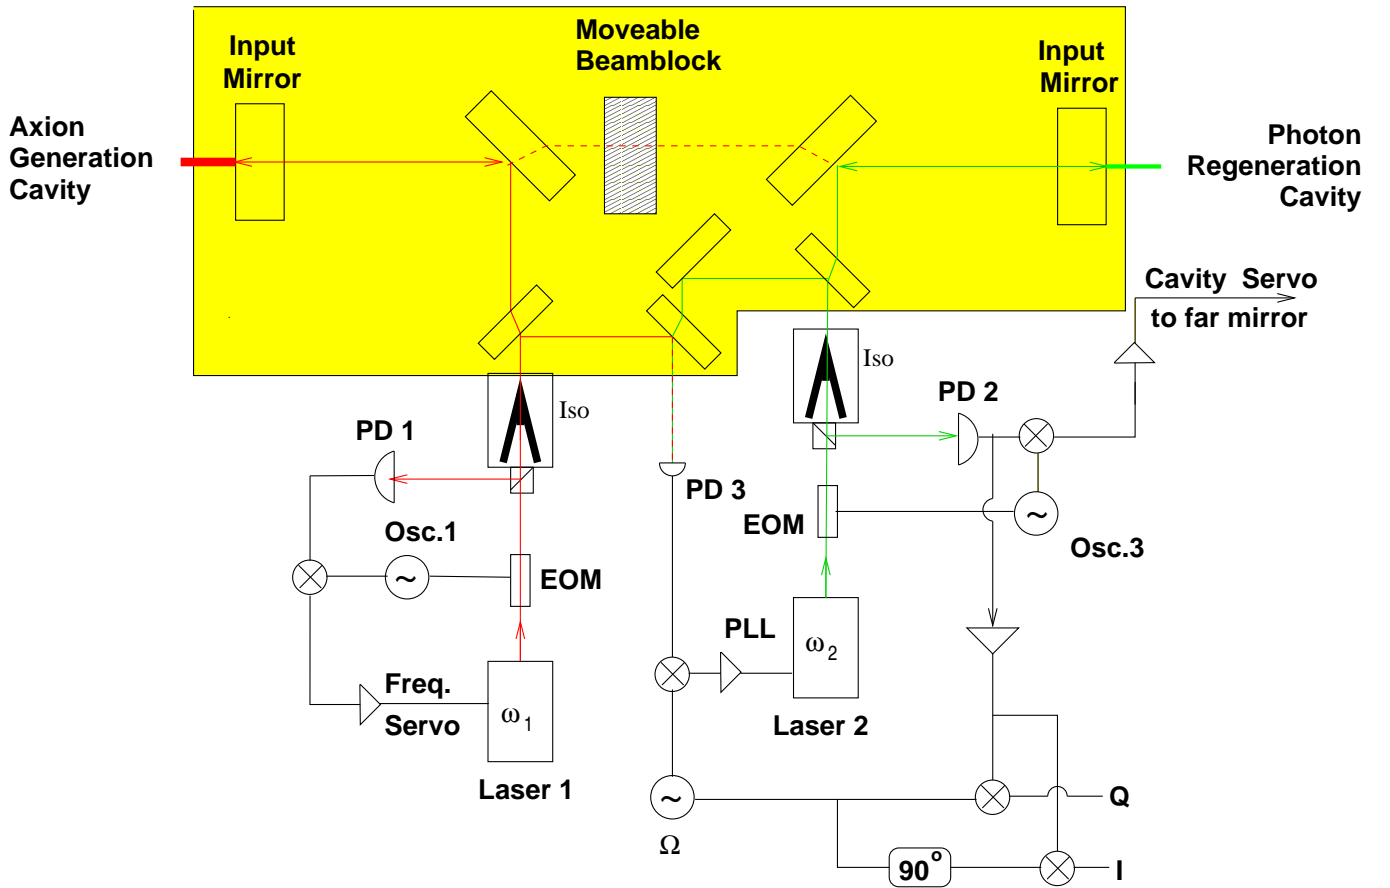 Moveable
Beamblock
Input
Mirror
Input
Mirror
Axion
Generation
Cavity
Photon
Regeneration
Cavity
Cavity Servo
to far mirror
Iso
Iso
PD 1
PD 2
PD 3
Osc.1
EOM
EOM
Osc.3
~
~
~
PLL
Freq.
Servo
ω1
ω2
Laser 1
Laser 2
Ω
Q
90°
I